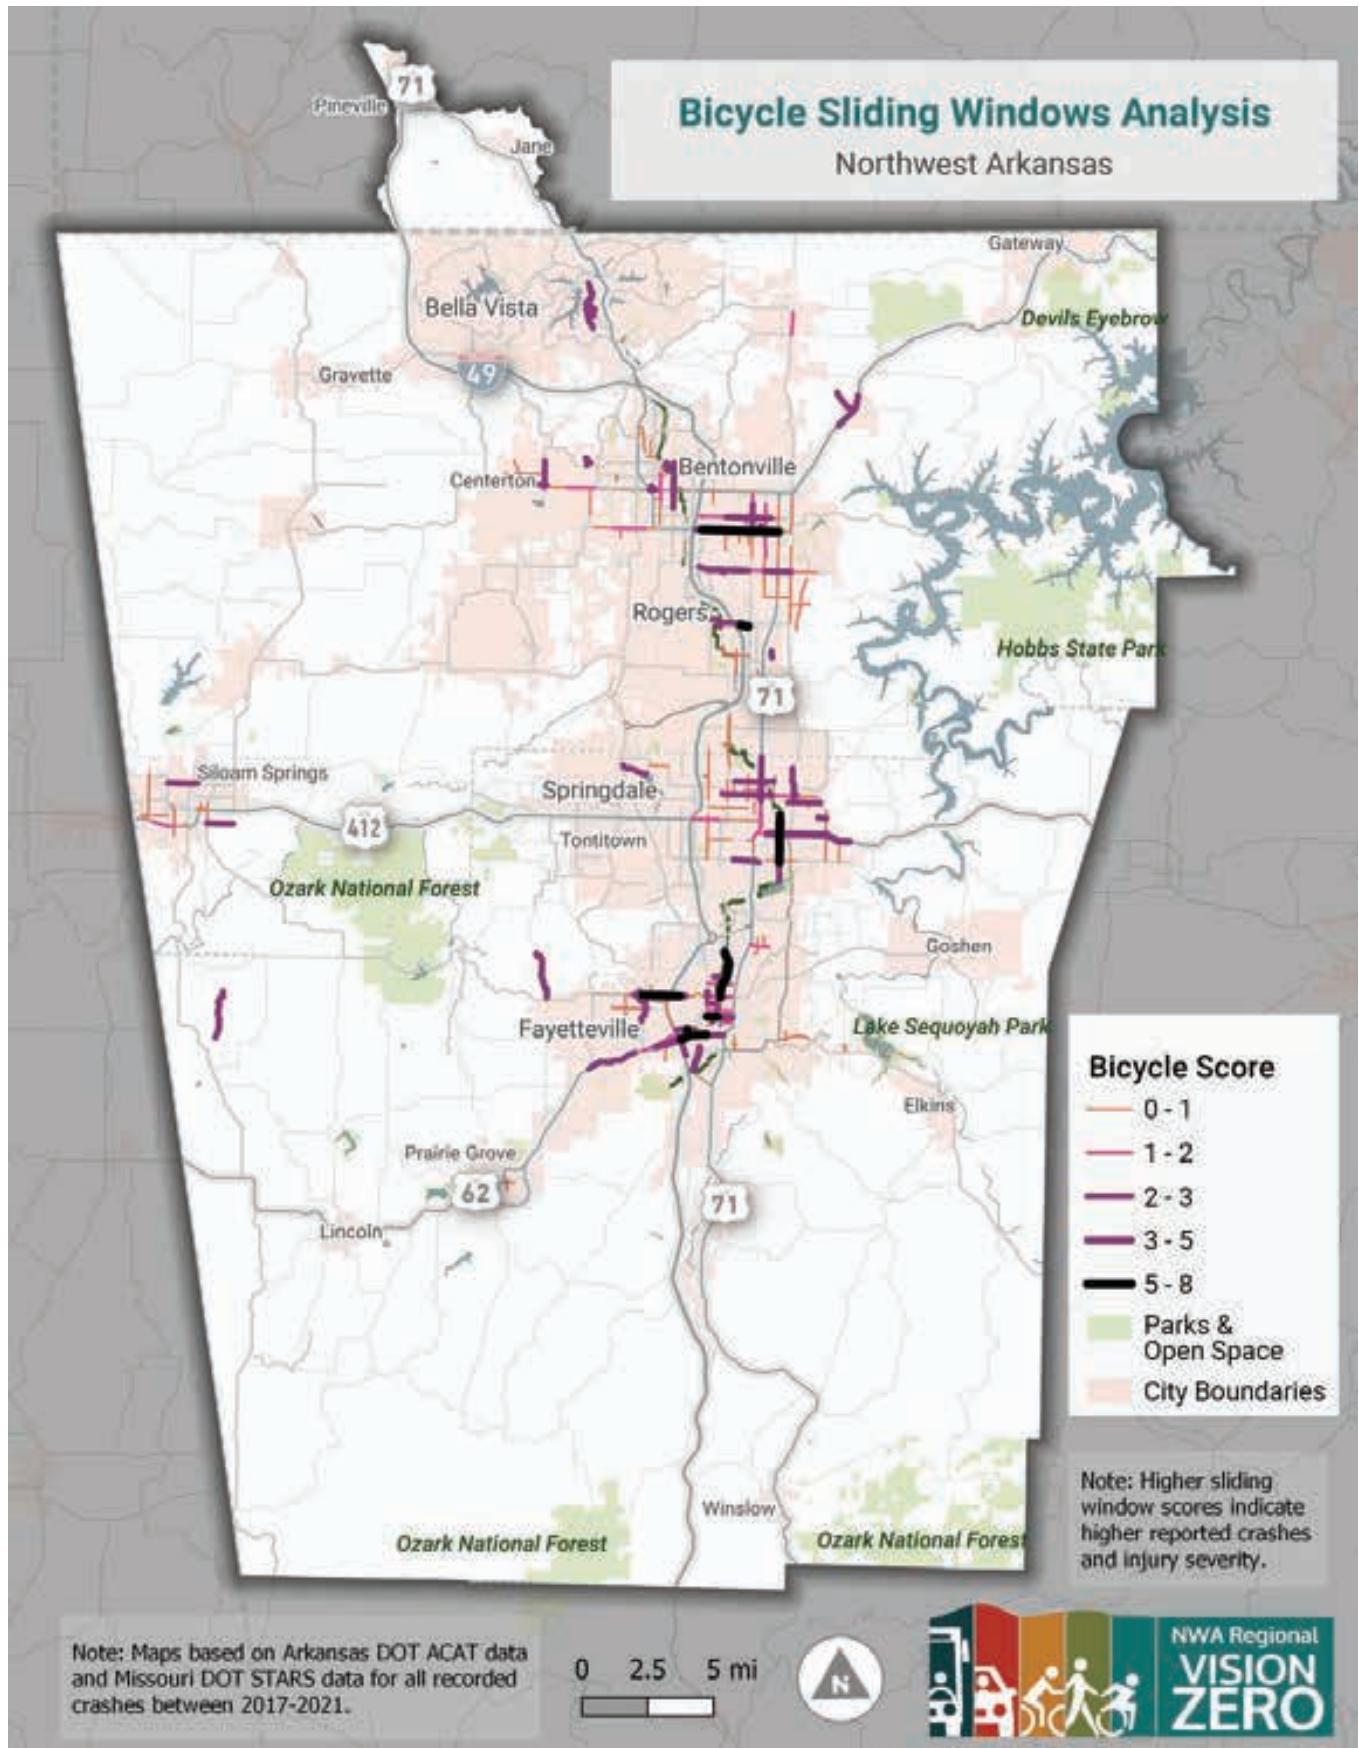 Bicycle Sliding Windows Analysis
Northwest Arkansas
71
Pineville
Jane
Gateway
Bella Vista
Devils Eyebrow
Gravette
49
Bentonville
Centerton
Rogers
Hobbs State Park
71
Siloam Springs
Springdale
412
Tontitown
Ozark National Forest
Goshen
Fayetteville
Lake Sequoyah Park
Elkins
Prairie Grove
62
71
Lincoln
Winslow
Ozark National Forest
Ozark National Forest
Bicycle Score
0 - 1
1 - 2
2 - 3
3 - 5
5 - 8
Parks &
Open Space
City Boundaries
Note: Higher sliding
window scores indicate
higher reported crashes
and injury severity.
Note: Maps based on Arkansas DOT ACAT data
and Missouri DOT STARS data for all recorded
crashes between 2017-2021.
0 2.5 5 mi
N
NWA Regional
VISION
ZERO